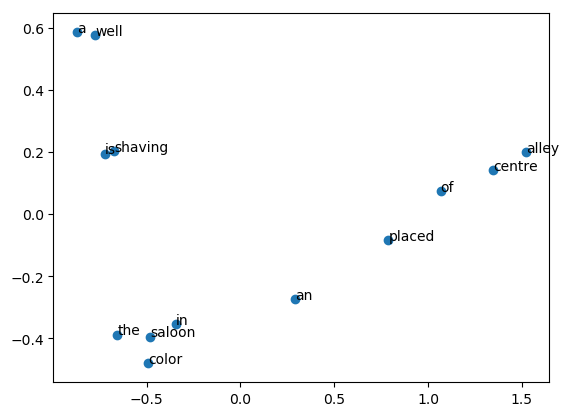 0.6
a
well
0.4
0.2
is
shaving
alley
centre
of
0.0
placed
−0.2
an
in
the
saloon
−0.4
color
−0.5
0.0
0.5
1.0
1.5